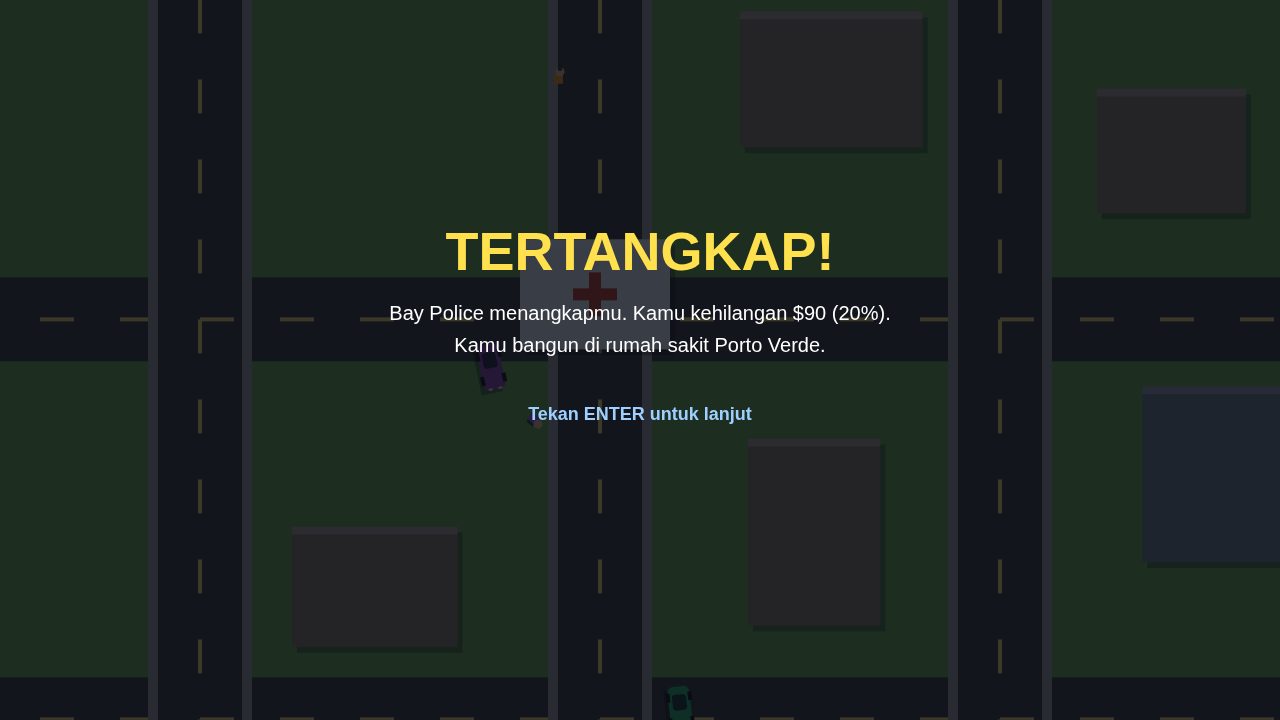 TERTANGKAP!
Bay Police menangkapmu. Kamu kehilangan $90 (20%).
Kamu bangun di rumah sakit Porto Verde.
Tekan ENTER untuk lanjut